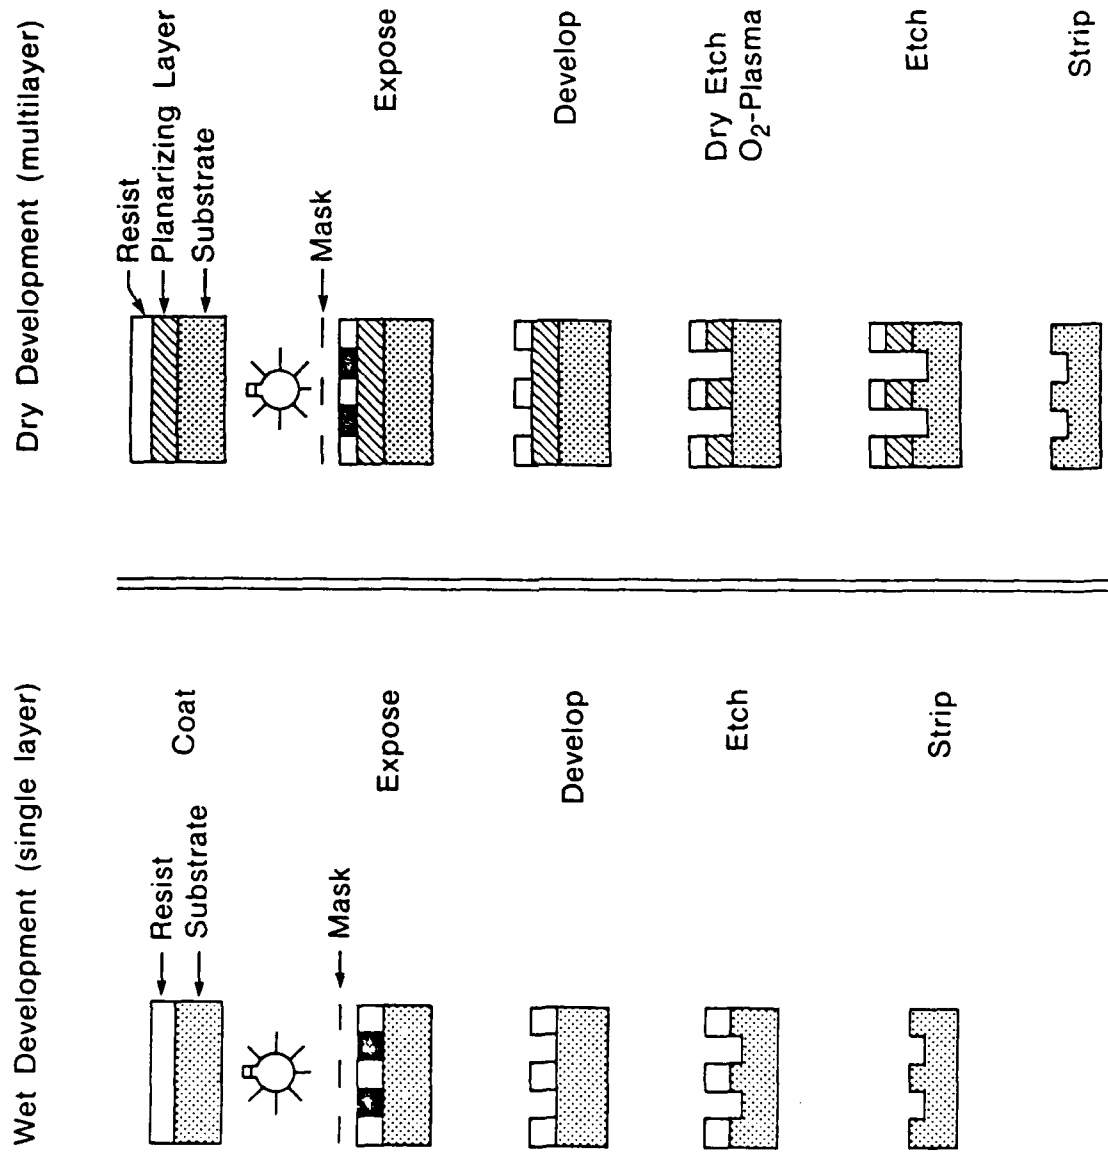 Wet Development (single layer)
Resist
Substrate
Coat
Mask
Expose
Develop
Etch
Strip
Dry Development (multilayer)
Resist
Planarizing Layer
Substrate
Mask
Expose
Develop
Dry Etch
O₂-Plasma
Etch
Strip